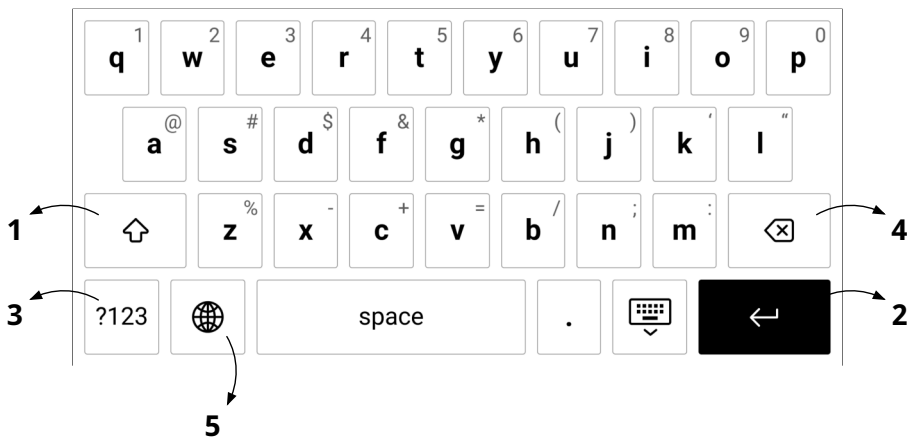 1 2 3 4 5 6 7 8 9 0
q w e r t y u i o p
@ # $ & * ( ) ‘ “
a s d f g h j k l
% - + = / ; :
1 z x c v b n m 4
3 ?123 space . 2
5